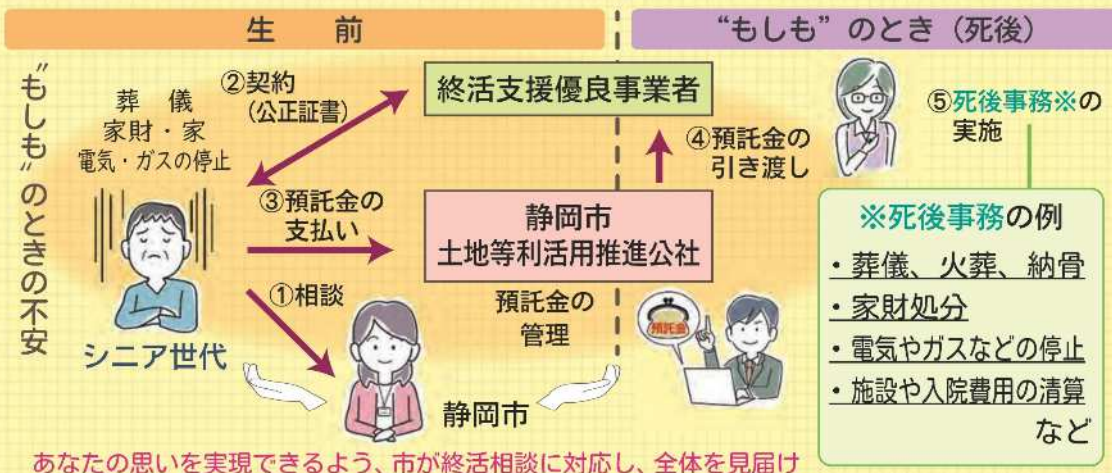 生 前
“もしも”のとき（死後）
“もしも”のときの不安
葬 儀
家財・家
電気・ガスの停止
シニア世代
②契約
（公正証書）
終活支援優良事業者
③預託金の
支払い
静岡市
土地等利活用推進公社
①相談
静岡市
預託金の
管理
④預託金の
引き渡し
預託金
⑤死後事務※の
実施
※死後事務の例
・葬儀、火葬、納骨
・家財処分
・電気やガスなどの停止
・施設や入院費用の清算
など
あなたの思いを実現できるよう、市が終活相談に対応し、全体を見届け